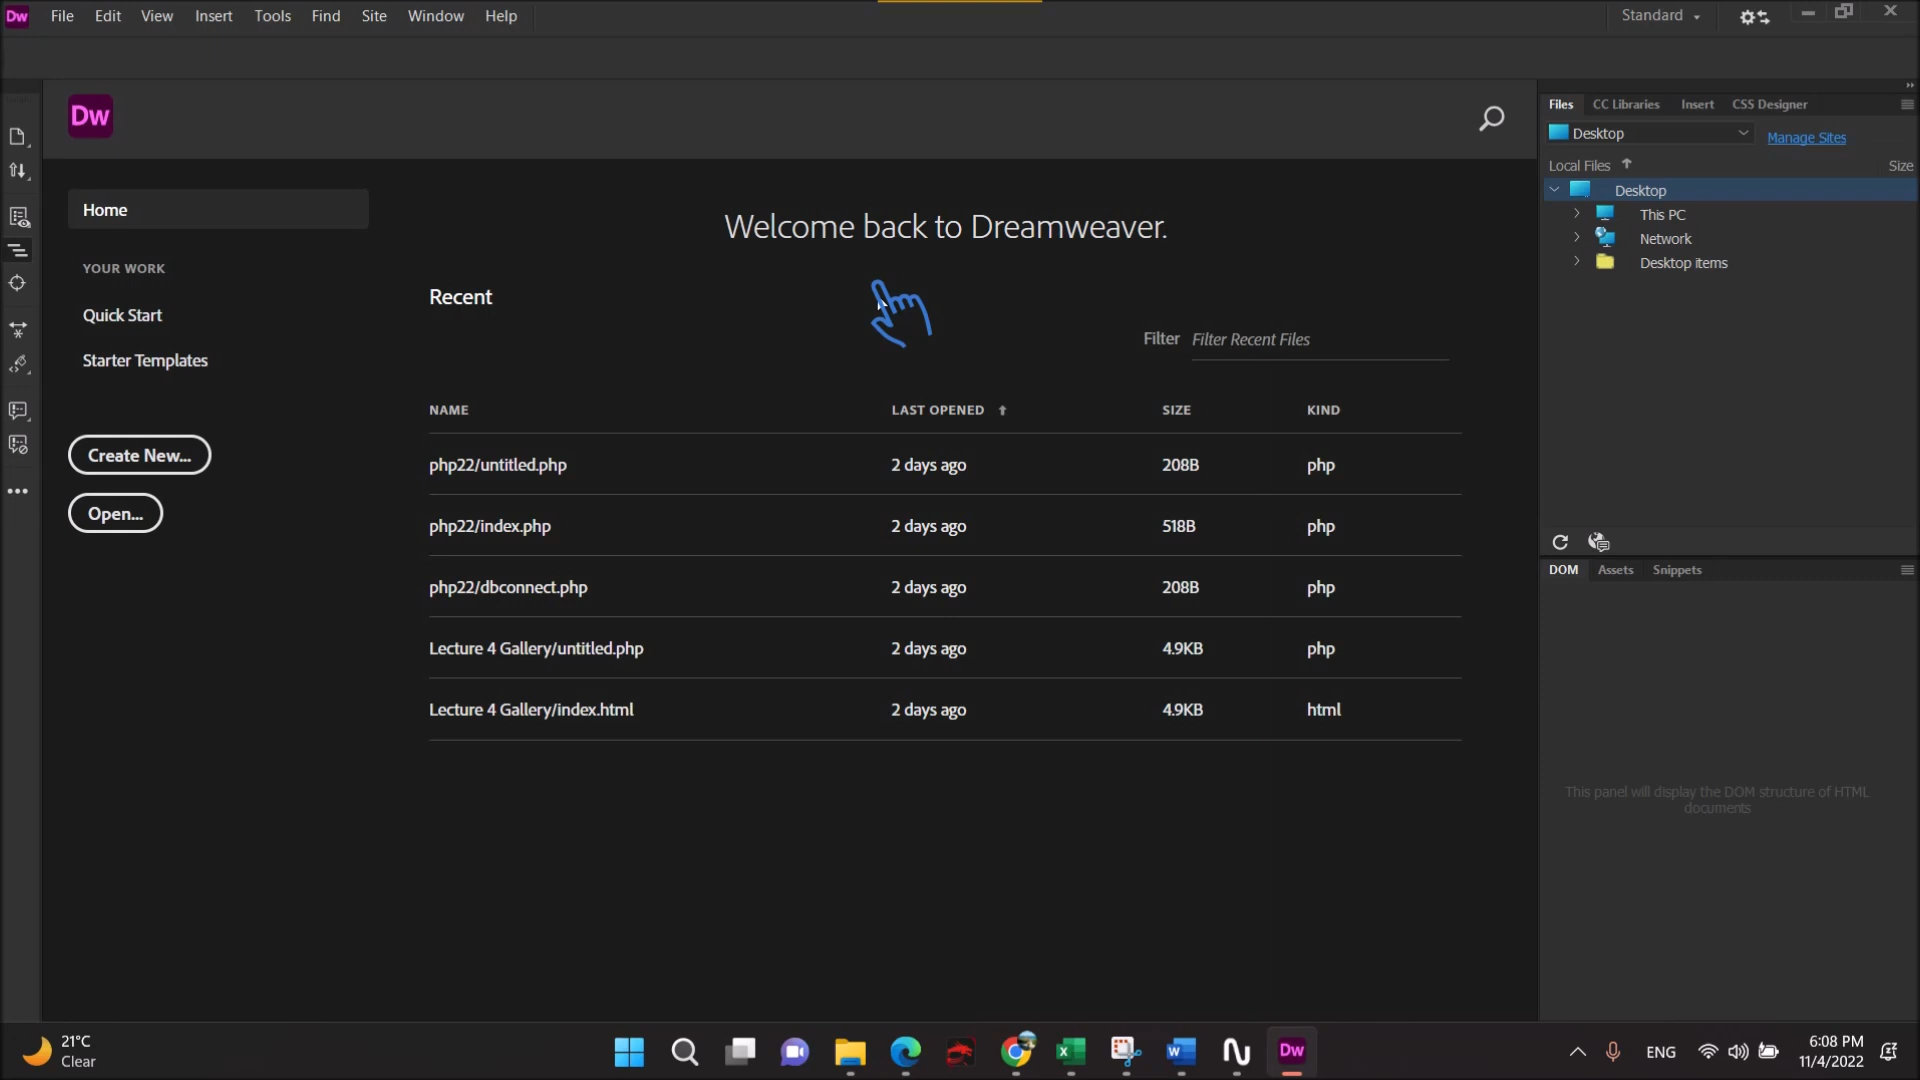 Dw File Edit View Insert Tools Find Site Window Help Standard
Dw
Files CC Libraries Insert CSS Designer
Desktop Manage Sites
Local Files Size
Desktop
This PC
Network
Desktop items
Home
YOUR WORK
Quick Start
Starter Templates
Create New...
Open...
Welcome back to Dreamweaver.
Recent
Filter Filter Recent Files
NAME LAST OPENED SIZE KIND
php22/untitled.php 2 days ago 208B php
php22/index.php 2 days ago 518B php
php22/dbconnect.php 2 days ago 208B php
Lecture 4 Gallery/untitled.php 2 days ago 4.9KB php
Lecture 4 Gallery/index.html 2 days ago 4.9KB html
DOM Assets Snippets
This panel will display the DOM structure of HTML
documents
21°C
Clear
X
W
Dw
ENG
6:08 PM
11/4/2022